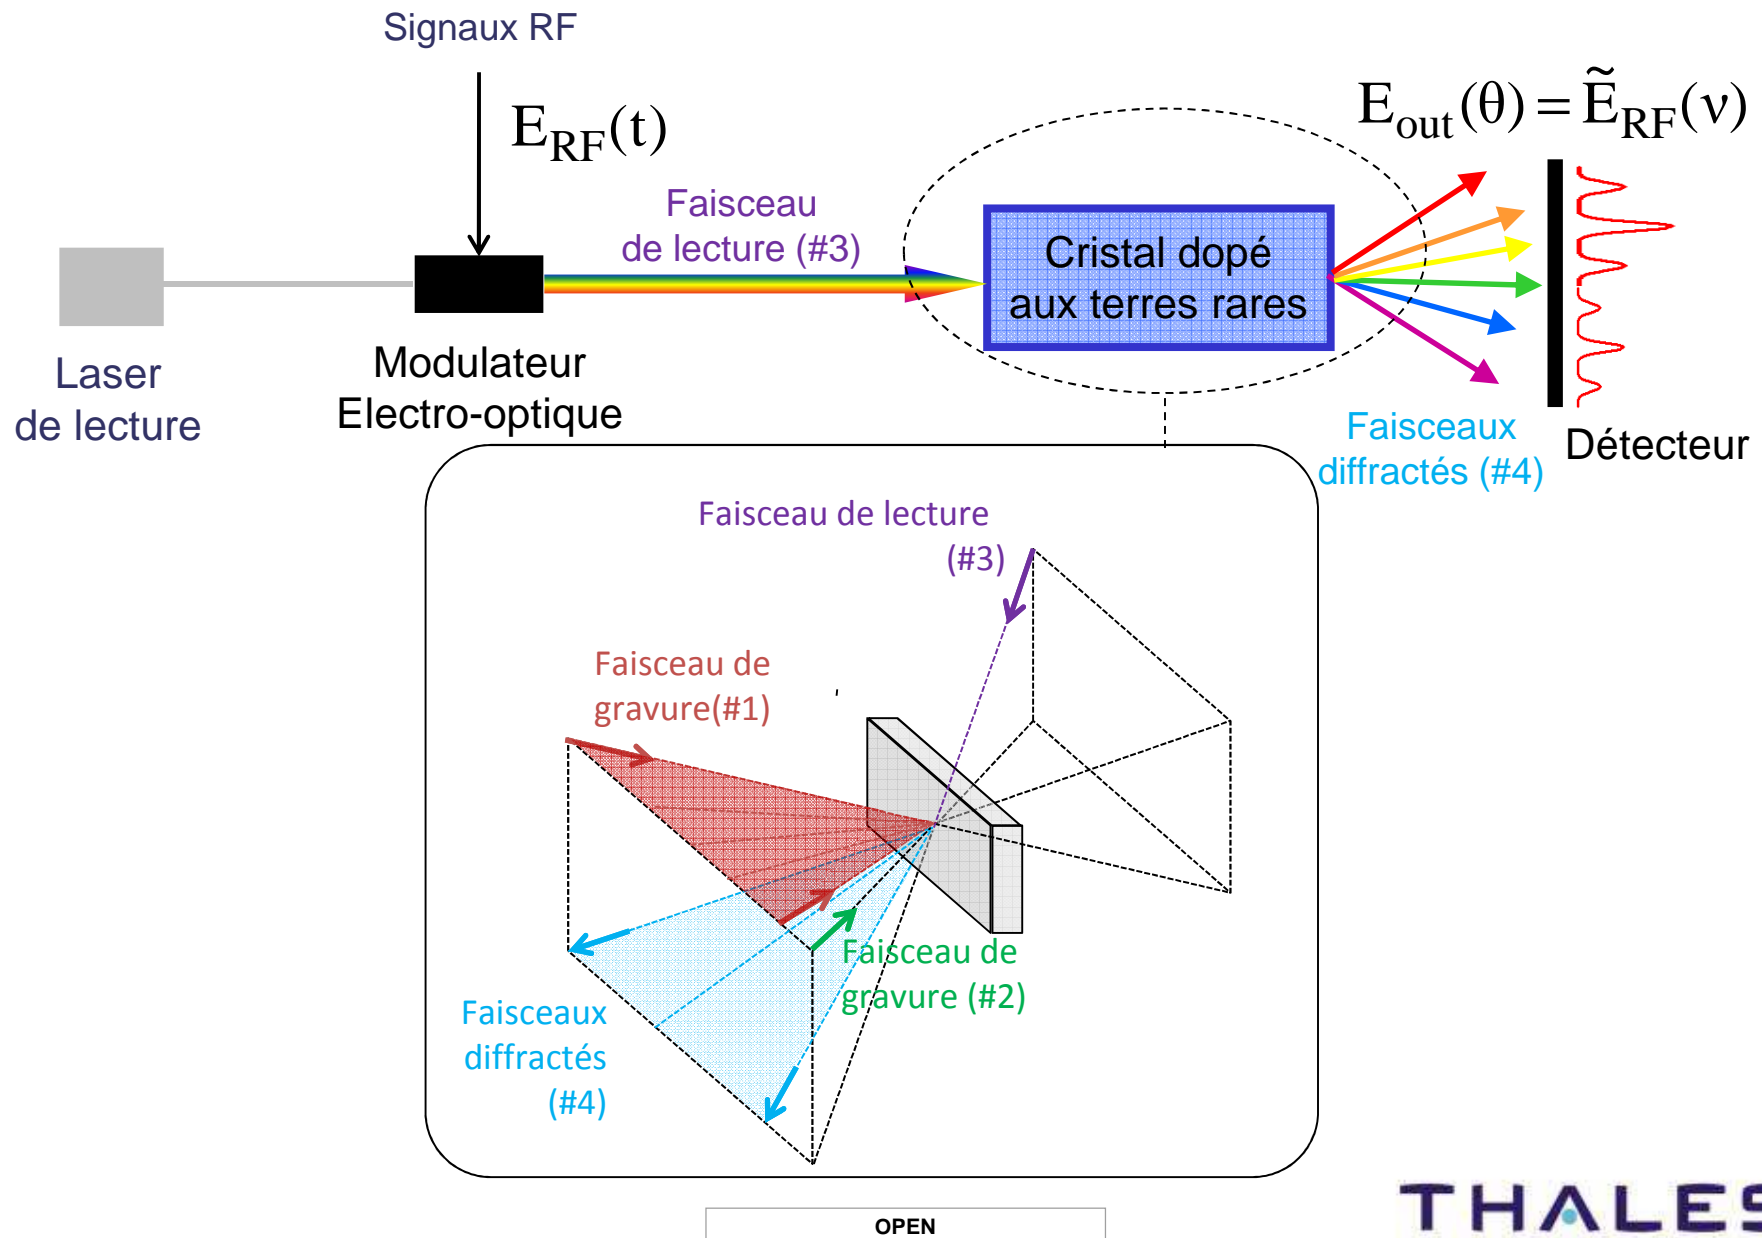 Signaux RF
E_RF(t)
E_out(θ) = Ẽ_RF(ν)
Faisceau
de lecture (#3)
Cristal dopé
aux terres rares
Laser
de lecture
Modulateur
Electro-optique
Faisceaux
diffractés (#4)
Détecteur
Faisceau de lecture
(#3)
Faisceau de
gravure(#1)
Faisceau de
gravure (#2)
Faisceaux
diffractés
(#4)
OPEN
THALES